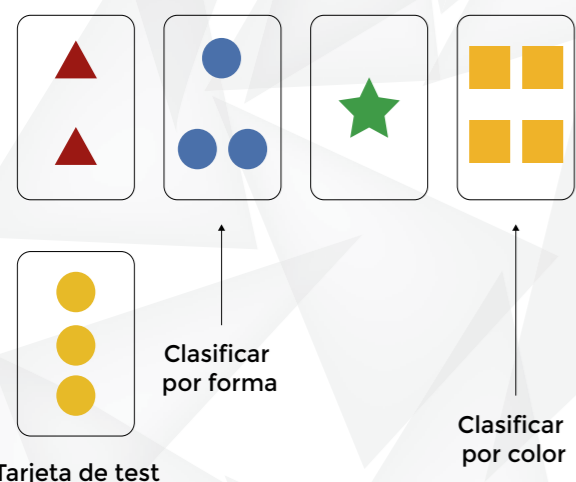 Clasificar
por forma
Clasificar
por color
Tarjeta de test